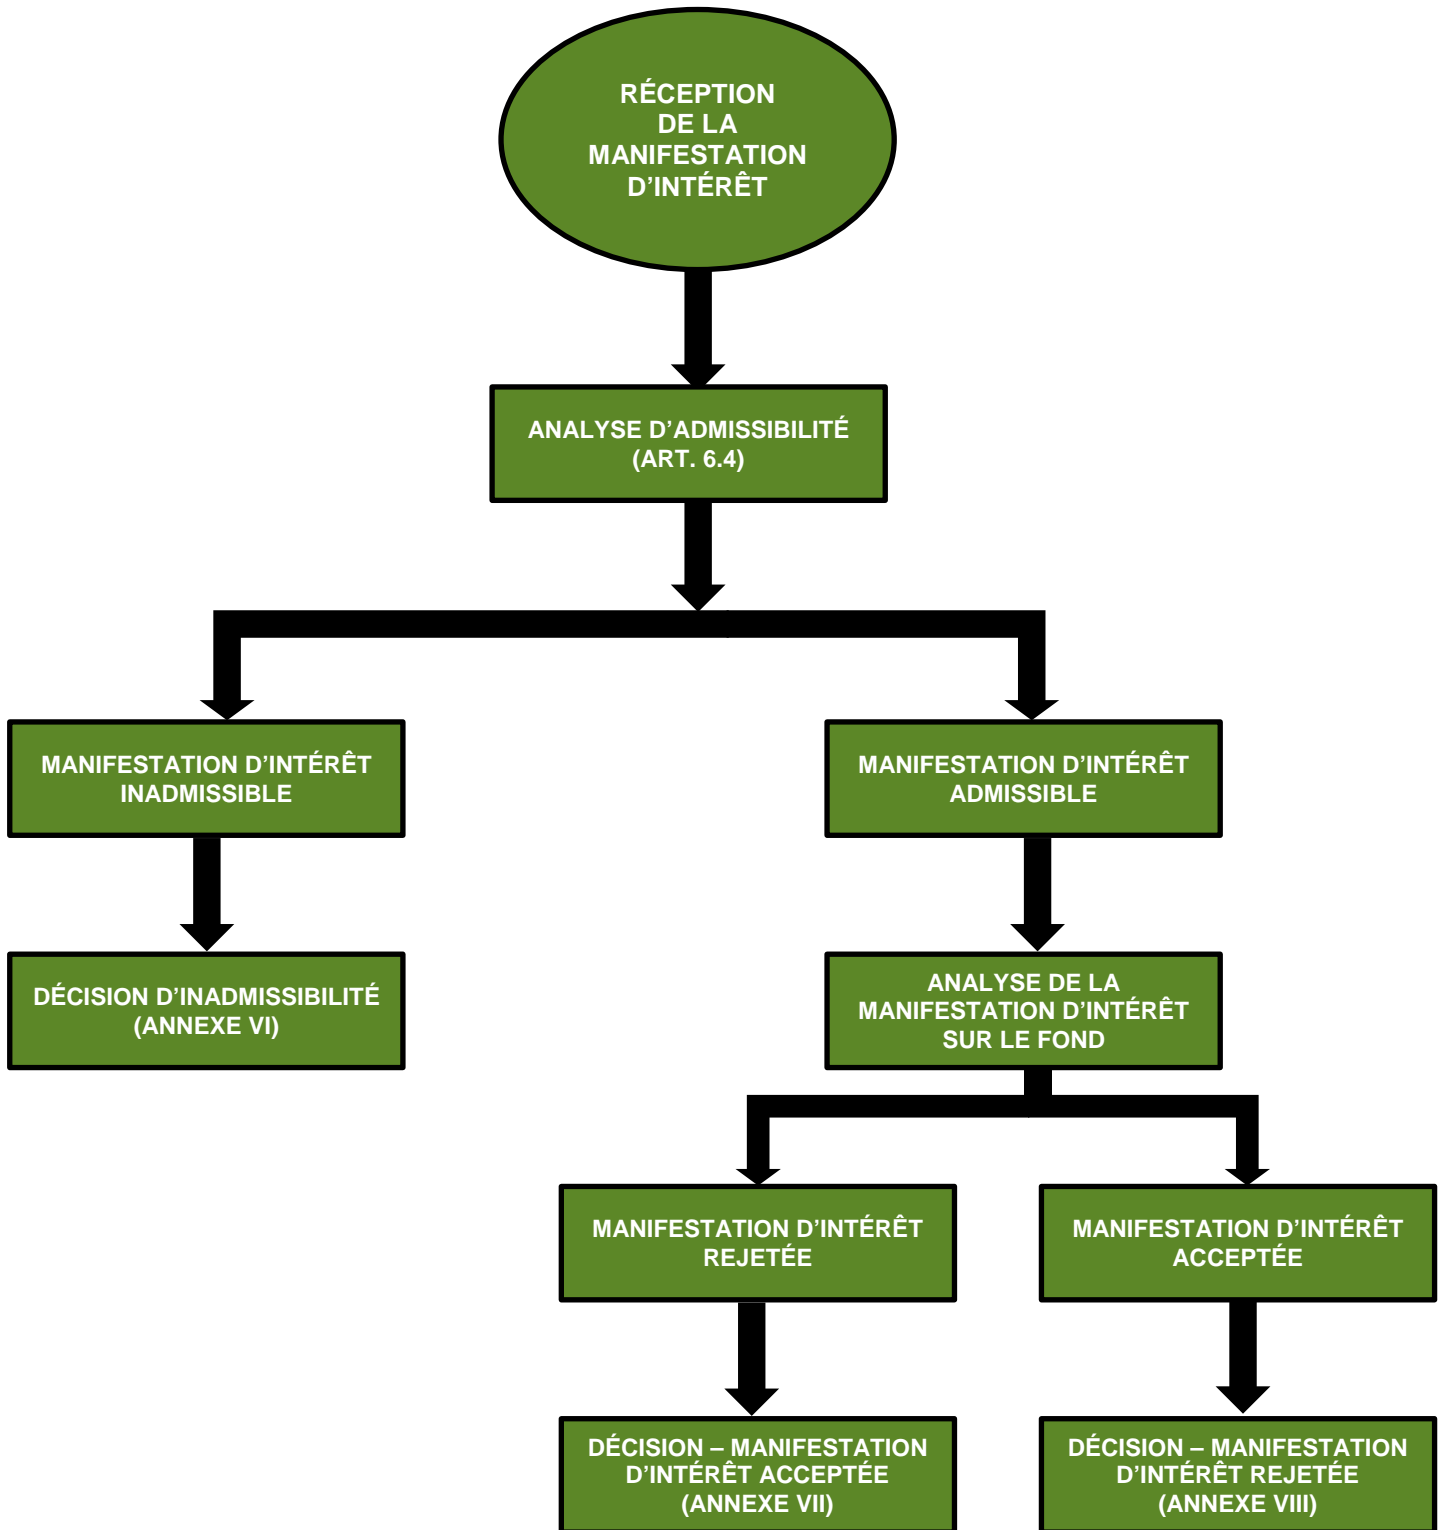 RÉCEPTION
DE LA
MANIFESTATION
D’INTÉRÊT
ANALYSE D’ADMISSIBILITÉ
(ART. 6.4)
MANIFESTATION D’INTÉRÊT
INADMISSIBLE
MANIFESTATION D’INTÉRÊT
ADMISSIBLE
DÉCISION D’INADMISSIBILITÉ
(ANNEXE VI)
ANALYSE DE LA
MANIFESTATION D’INTÉRÊT
SUR LE FOND
MANIFESTATION D’INTÉRÊT
REJETÉE
MANIFESTATION D’INTÉRÊT
ACCEPTÉE
DÉCISION – MANIFESTATION
D’INTÉRÊT ACCEPTÉE
(ANNEXE VII)
DÉCISION – MANIFESTATION
D’INTÉRÊT REJETÉE
(ANNEXE VIII)